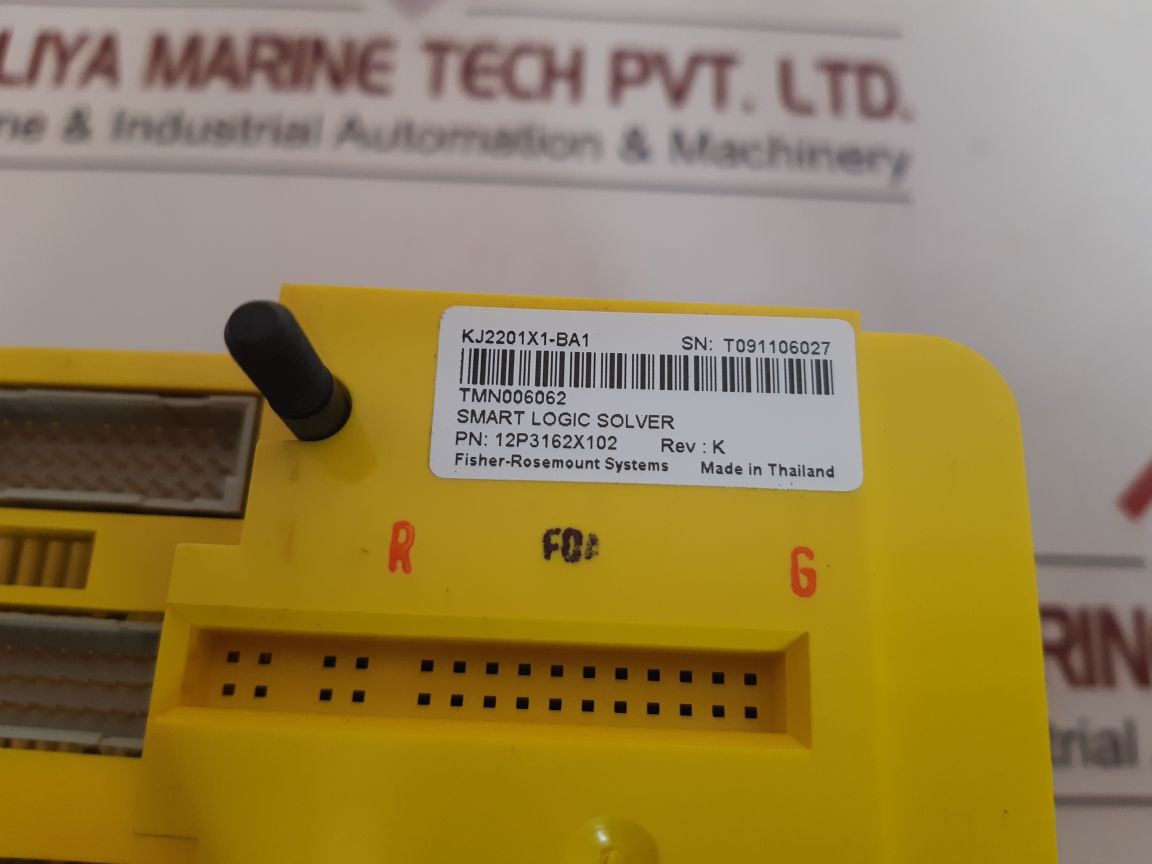 LIYA MARINE TECH PVT. LTD.
ne & Industrial Automation & Machinery
KJ2201X1-BA1 SN: T091106027
TMN006062
SMART LOGIC SOLVER
PN: 12P3162X102 Rev : K
Fisher-Rosemount Systems Made in Thailand
R G
RIN
trial